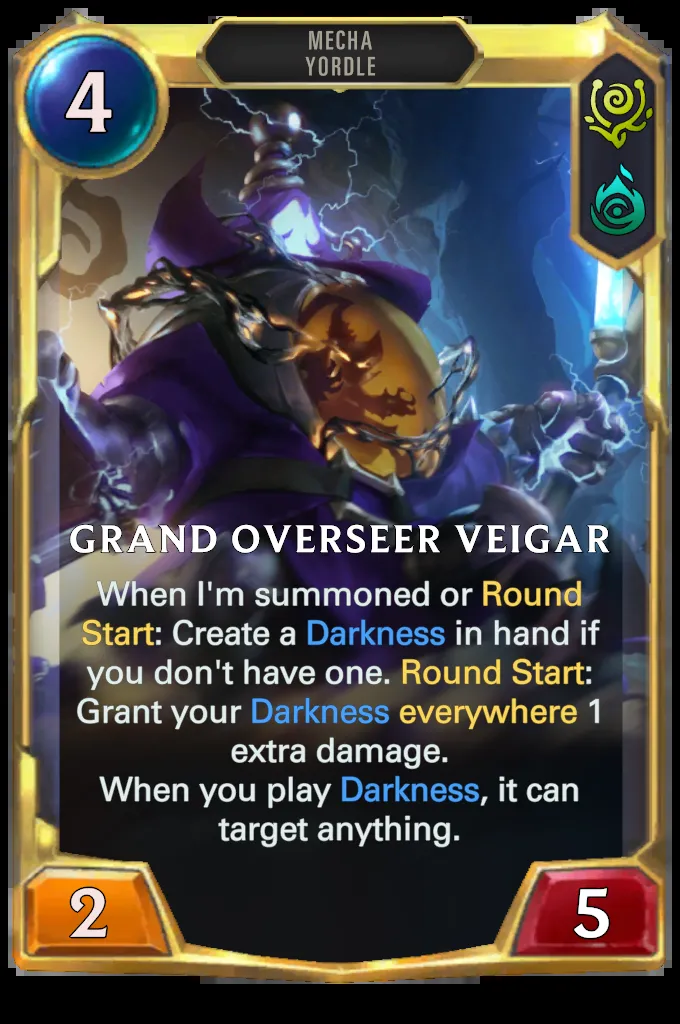 MECHA
YORDLE
4
GRAND OVERSEER VEIGAR
When I'm summoned or Round
Start: Create a Darkness in hand if
you don't have one. Round Start:
Grant your Darkness everywhere 1
extra damage.
When you play Darkness, it can
target anything.
2
5